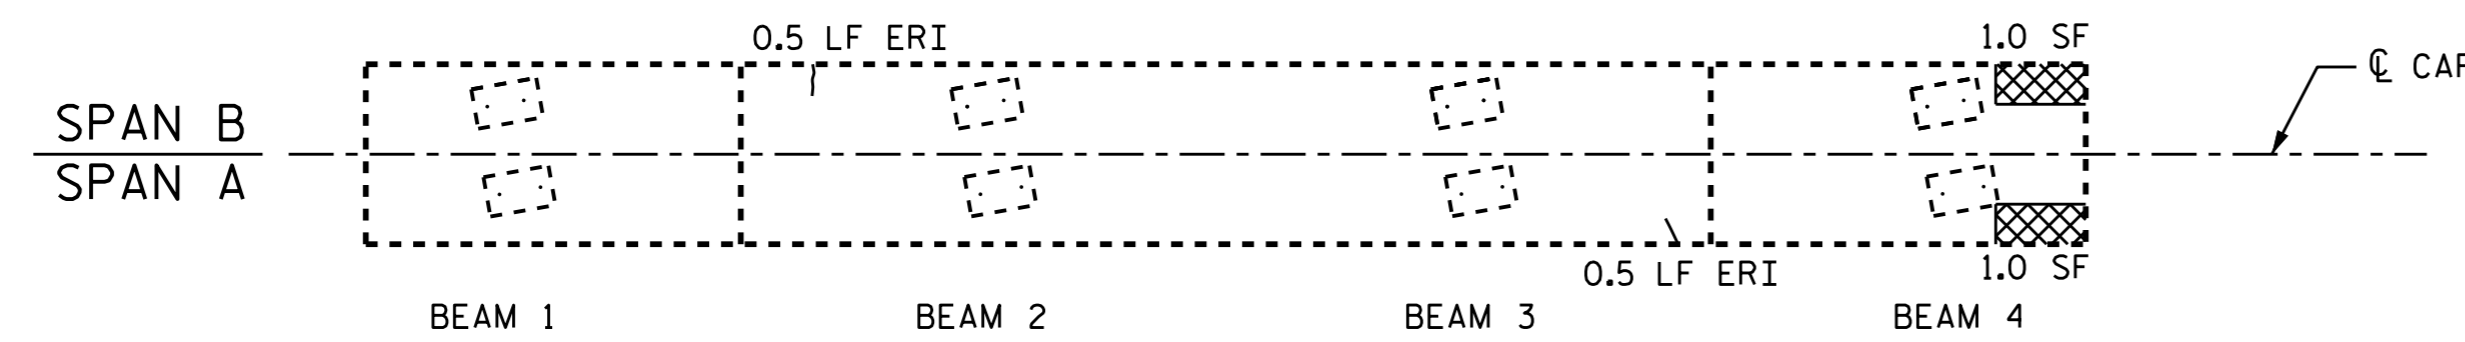 0.5 LF ERI
1.0 SF
℄ CAP
SPAN B
SPAN A
0.5 LF ERI
1.0 SF
BEAM 1
BEAM 2
BEAM 3
BEAM 4